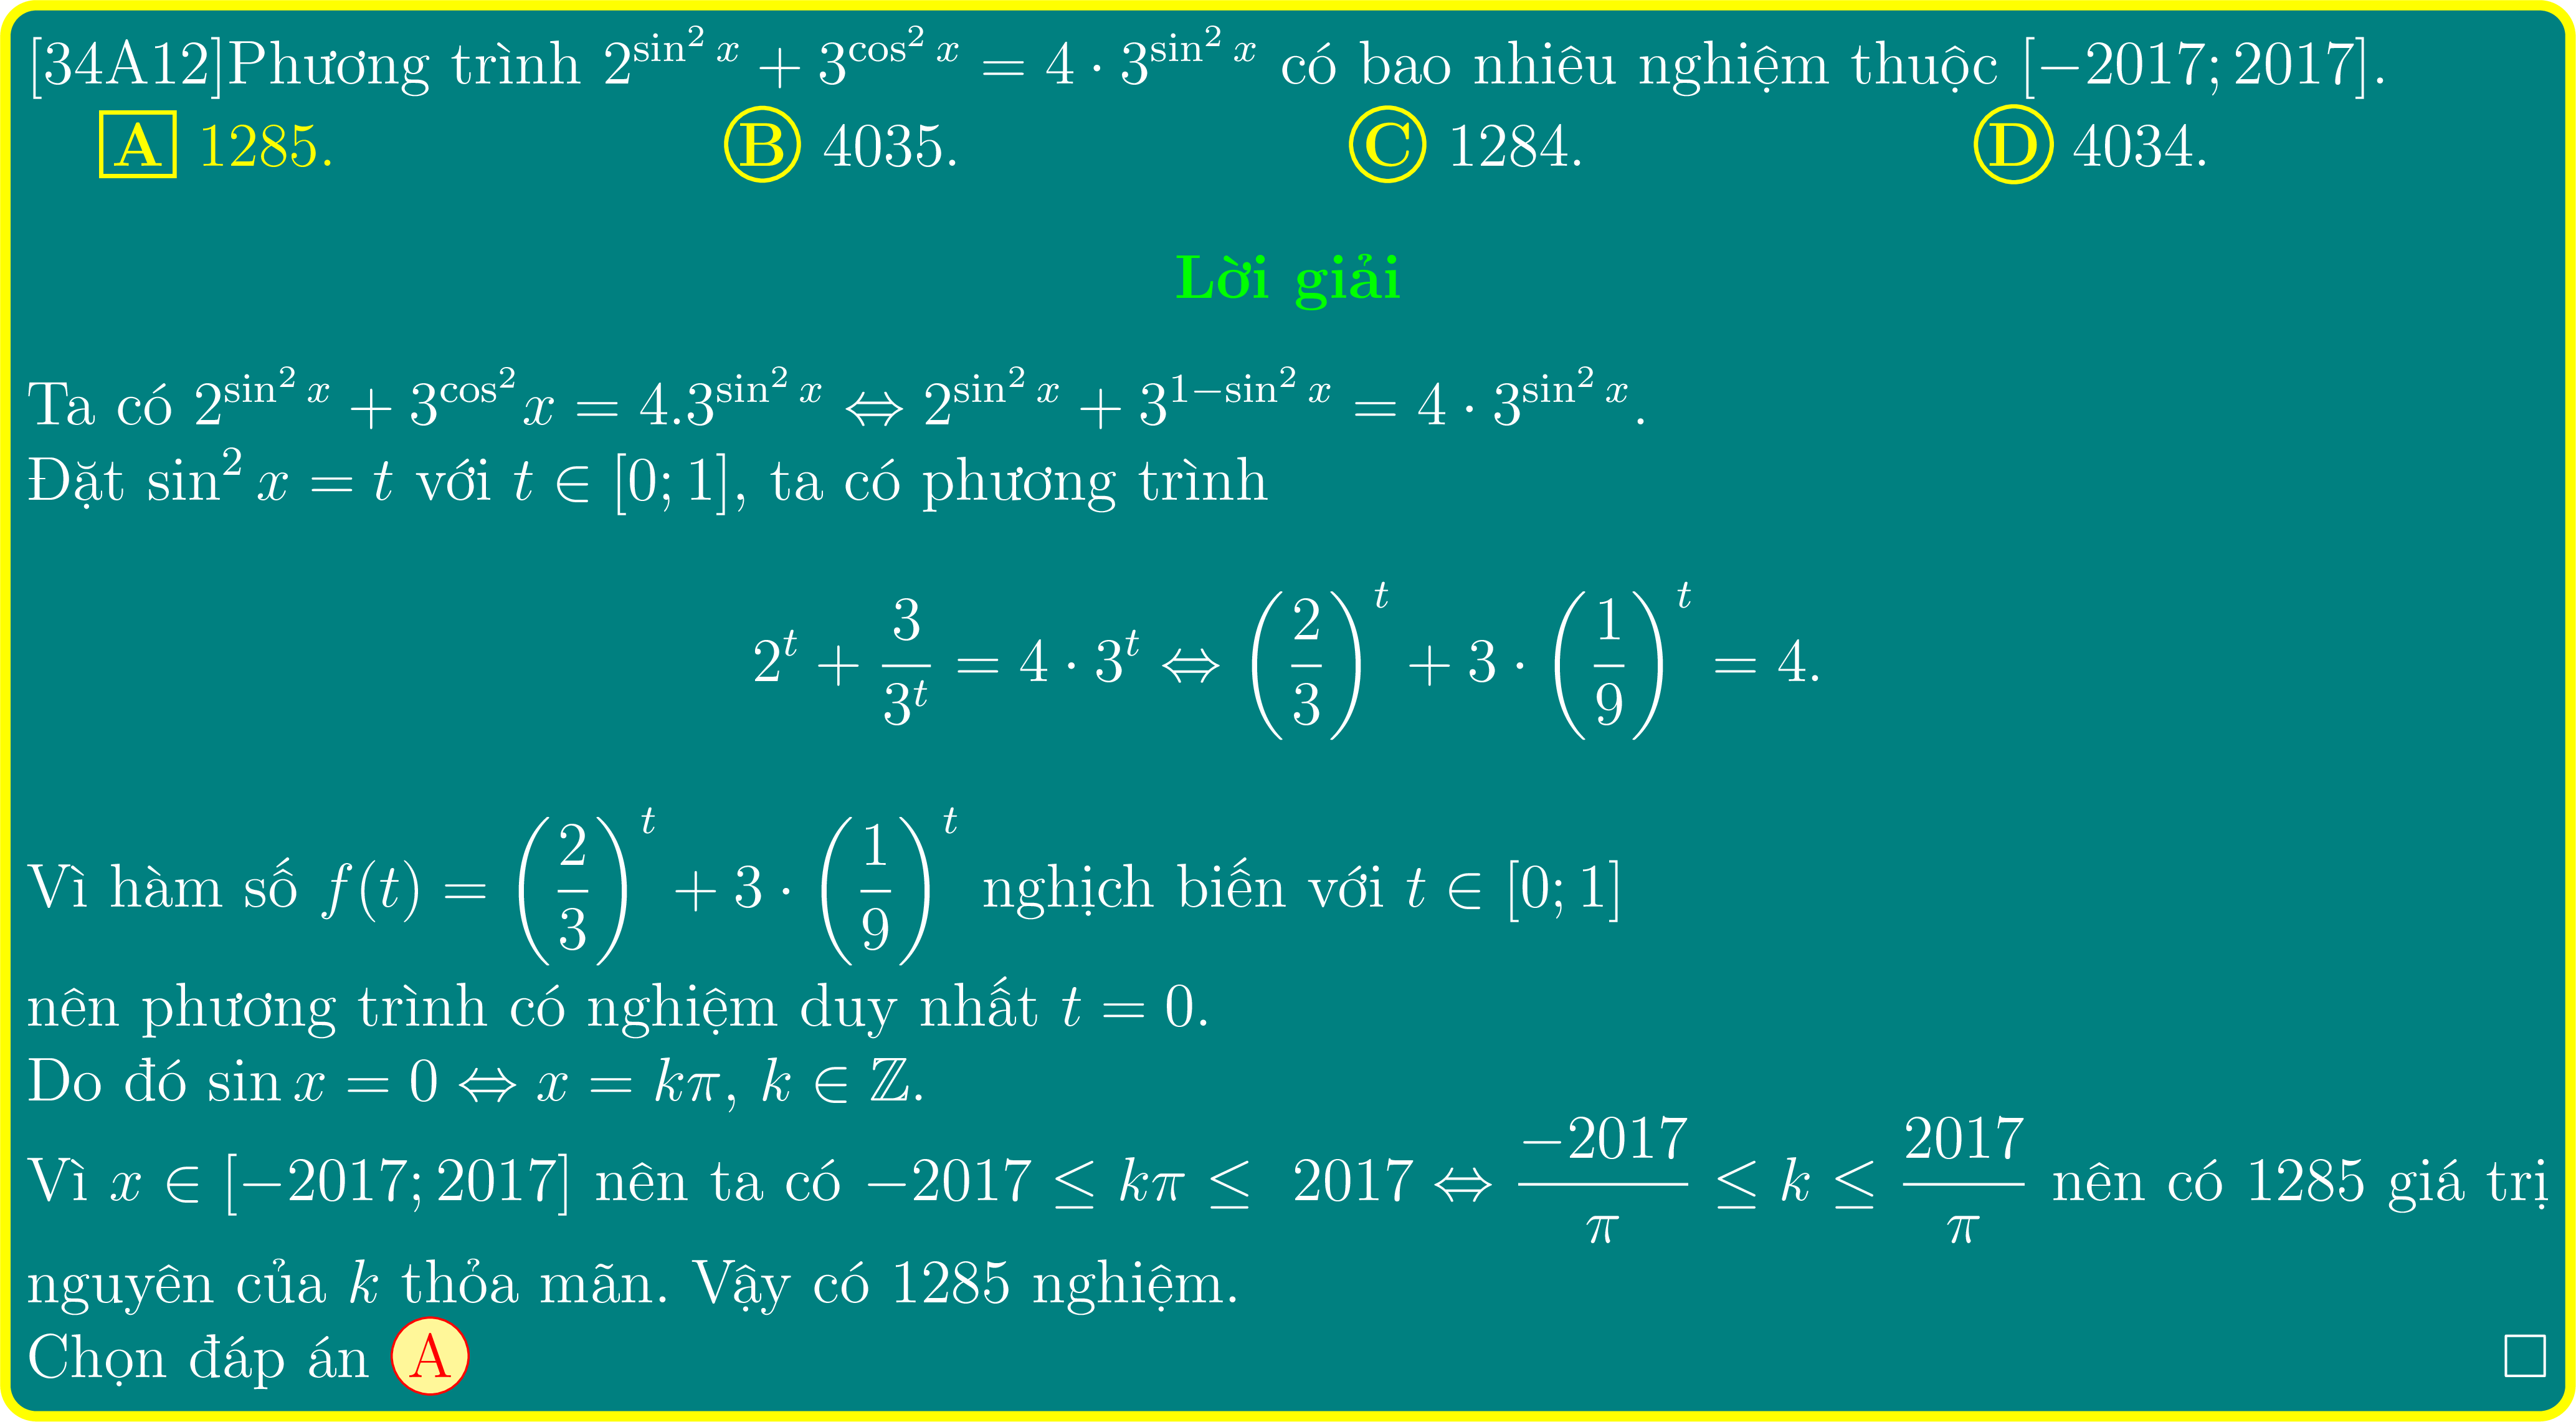 [34A12]Phương trình $2^{\sin^2 x} + 3^{\cos^2 x} = 4 \cdot 3^{\sin^2 x}$ có bao nhiêu nghiệm thuộc $[-2017; 2017]$.
A 1285. B 4035. C 1284. D 4034.
Lời giải
Ta có $2^{\sin^2 x} + 3^{\cos^2} x = 4.3^{\sin^2 x} \Leftrightarrow 2^{\sin^2 x} + 3^{1-\sin^2 x} = 4 \cdot 3^{\sin^2 x}$.
Đặt $\sin^2 x = t$ với $t \in [0; 1]$, ta có phương trình
$2^t + \frac{3}{3^t} = 4 \cdot 3^t \Leftrightarrow \left(\frac{2}{3}\right)^t + 3 \cdot \left(\frac{1}{9}\right)^t = 4.$
Vì hàm số $f(t) = \left(\frac{2}{3}\right)^t + 3 \cdot \left(\frac{1}{9}\right)^t$ nghịch biến với $t \in [0; 1]$
nên phương trình có nghiệm duy nhất $t = 0$.
Do đó $\sin x = 0 \Leftrightarrow x = k\pi, k \in \mathbb{Z}$.
Vì $x \in [-2017; 2017]$ nên ta có $-2017 \leq k\pi \leq 2017 \Leftrightarrow \frac{-2017}{\pi} \leq k \leq \frac{2017}{\pi}$ nên có 1285 giá trị
nguyên của $k$ thỏa mãn. Vậy có 1285 nghiệm.
Chọn đáp án A □